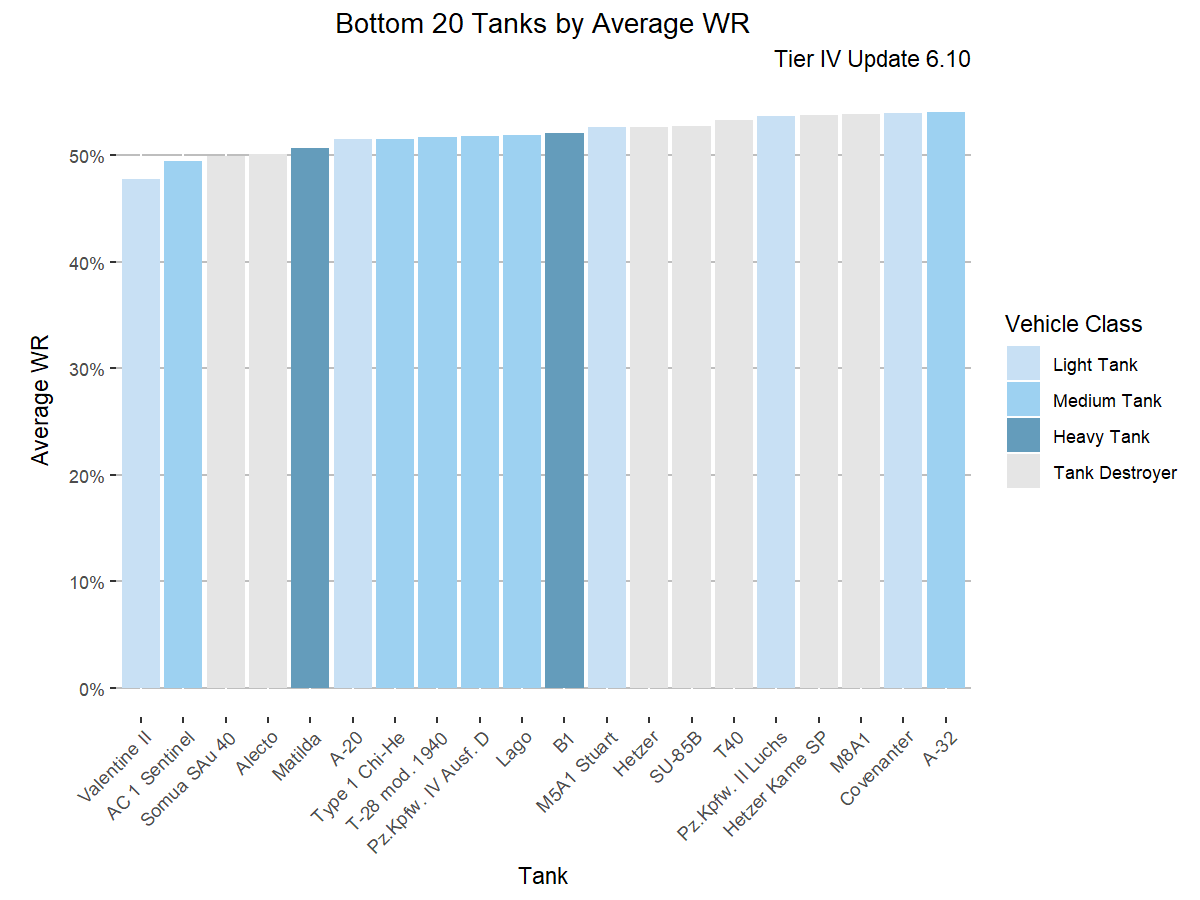 Bottom 20 Tanks by Average WR
Tier IV Update 6.10
Average WR
50%
40%
30%
20%
10%
0%
Valentine II
AC 1 Sentinel
Somua SAu 40
Alecto
Matilda
A-20
Type 1 Chi-He
T-28 mod. 1940
Pz.Kpfw. IV Ausf. D
Lago
B1
M5A1 Stuart
Hetzer
SU-85B
T40
Pz.Kpfw. II Luchs
Hetzer Kame SP
M8A1
Covenanter
A-32
Tank
Vehicle Class
Light Tank
Medium Tank
Heavy Tank
Tank Destroyer